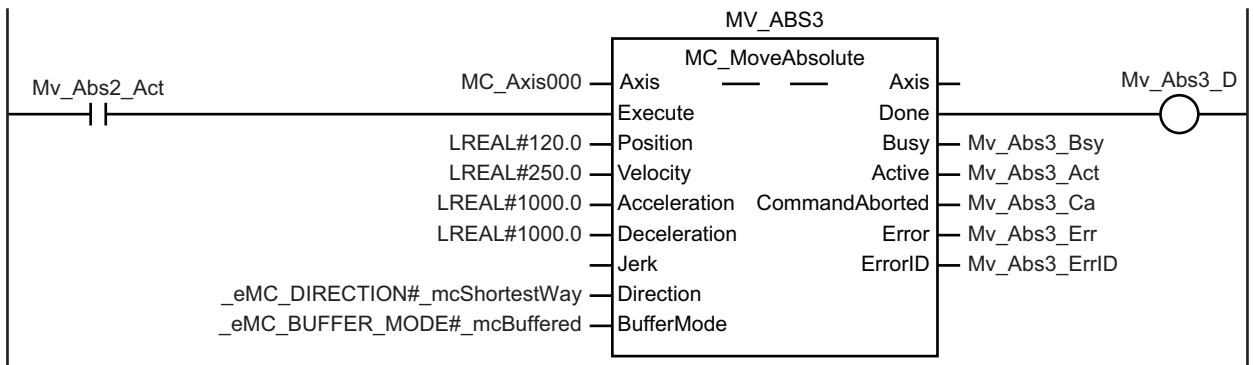 MV_ABS3
MC_MoveAbsolute
Mv_Abs2_Act
MC_Axis000 Axis Axis Mv_Abs3_D
Execute Done
LREAL#120.0 Position Busy Mv_Abs3_Bsy
LREAL#250.0 Velocity Active Mv_Abs3_Act
LREAL#1000.0 Acceleration CommandAborted Mv_Abs3_Ca
LREAL#1000.0 Deceleration Error Mv_Abs3_Err
Jerk ErrorID Mv_Abs3_ErrID
_eMC_DIRECTION#_mcShortestWay Direction
_eMC_BUFFER_MODE#_mcBuffered BufferMode